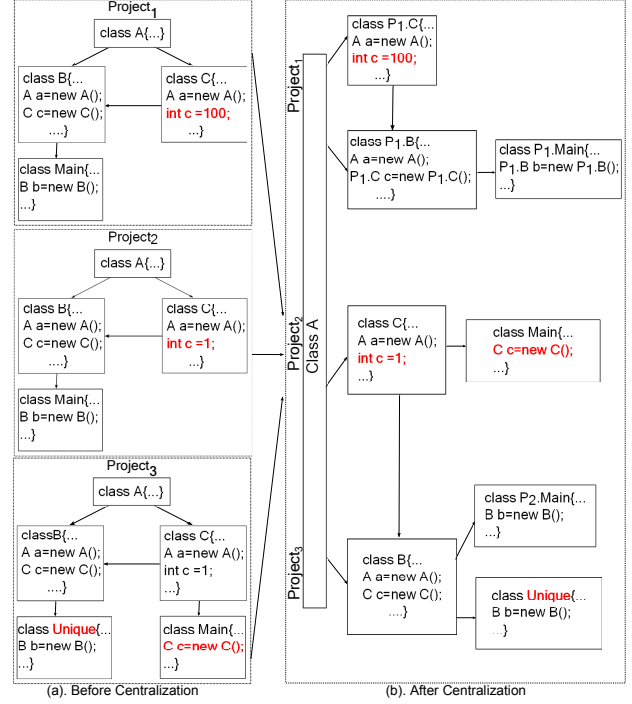 Project1
class A{...}
class B{...
A a=new A();
C c=new C();
....}
class C{...
A a=new A();
int c =100;
...}
class Main{...
B b=new B();
...}
Project2
class A{...}
class B{...
A a=new A();
C c=new C();
....}
class C{...
A a=new A();
int c =1;
...}
class Main{...
B b=new B();
...}
Project3
class A{...}
classB{...
A a=new A();
C c=new C();
....}
class C{...
A a=new A();
int c =1;
...}
class Unique{...
B b=new B();
...}
class Main{...
C c=new C();
...}
(a). Before Centralization
Project1
Project2
Project3
Class A
class P1.C{...
A a=new A();
int c =100;
...}
class P1.B{...
A a=new A();
P1.C c=new P1.C();
....}
class P1.Main{...
P1.B b=new P1.B();
...}
class C{...
A a=new A();
int c =1;
...}
class Main{...
C c=new C();
...}
class B{...
A a=new A();
C c=new C();
....}
class P2.Main{...
B b=new B();
...}
class Unique{...
B b=new B();
...}
(b). After Centralization